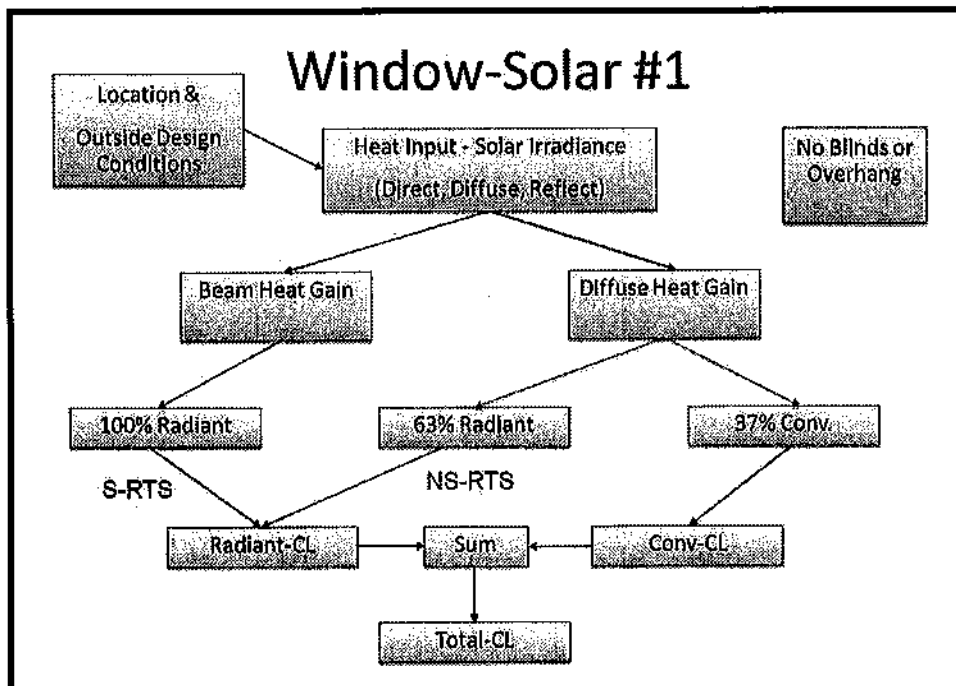 Window-Solar #1
Location &
Outside Design
Conditions
Heat Input - Solar Irradiance
(Direct, Diffuse, Reflect)
No Blinds or
Overhang
Beam Heat Gain
Diffuse Heat Gain
100% Radiant
63% Radiant
37% Conv.
S-RTS
NS-RTS
Radiant-CL
Sum
Conv-CL
Total-CL